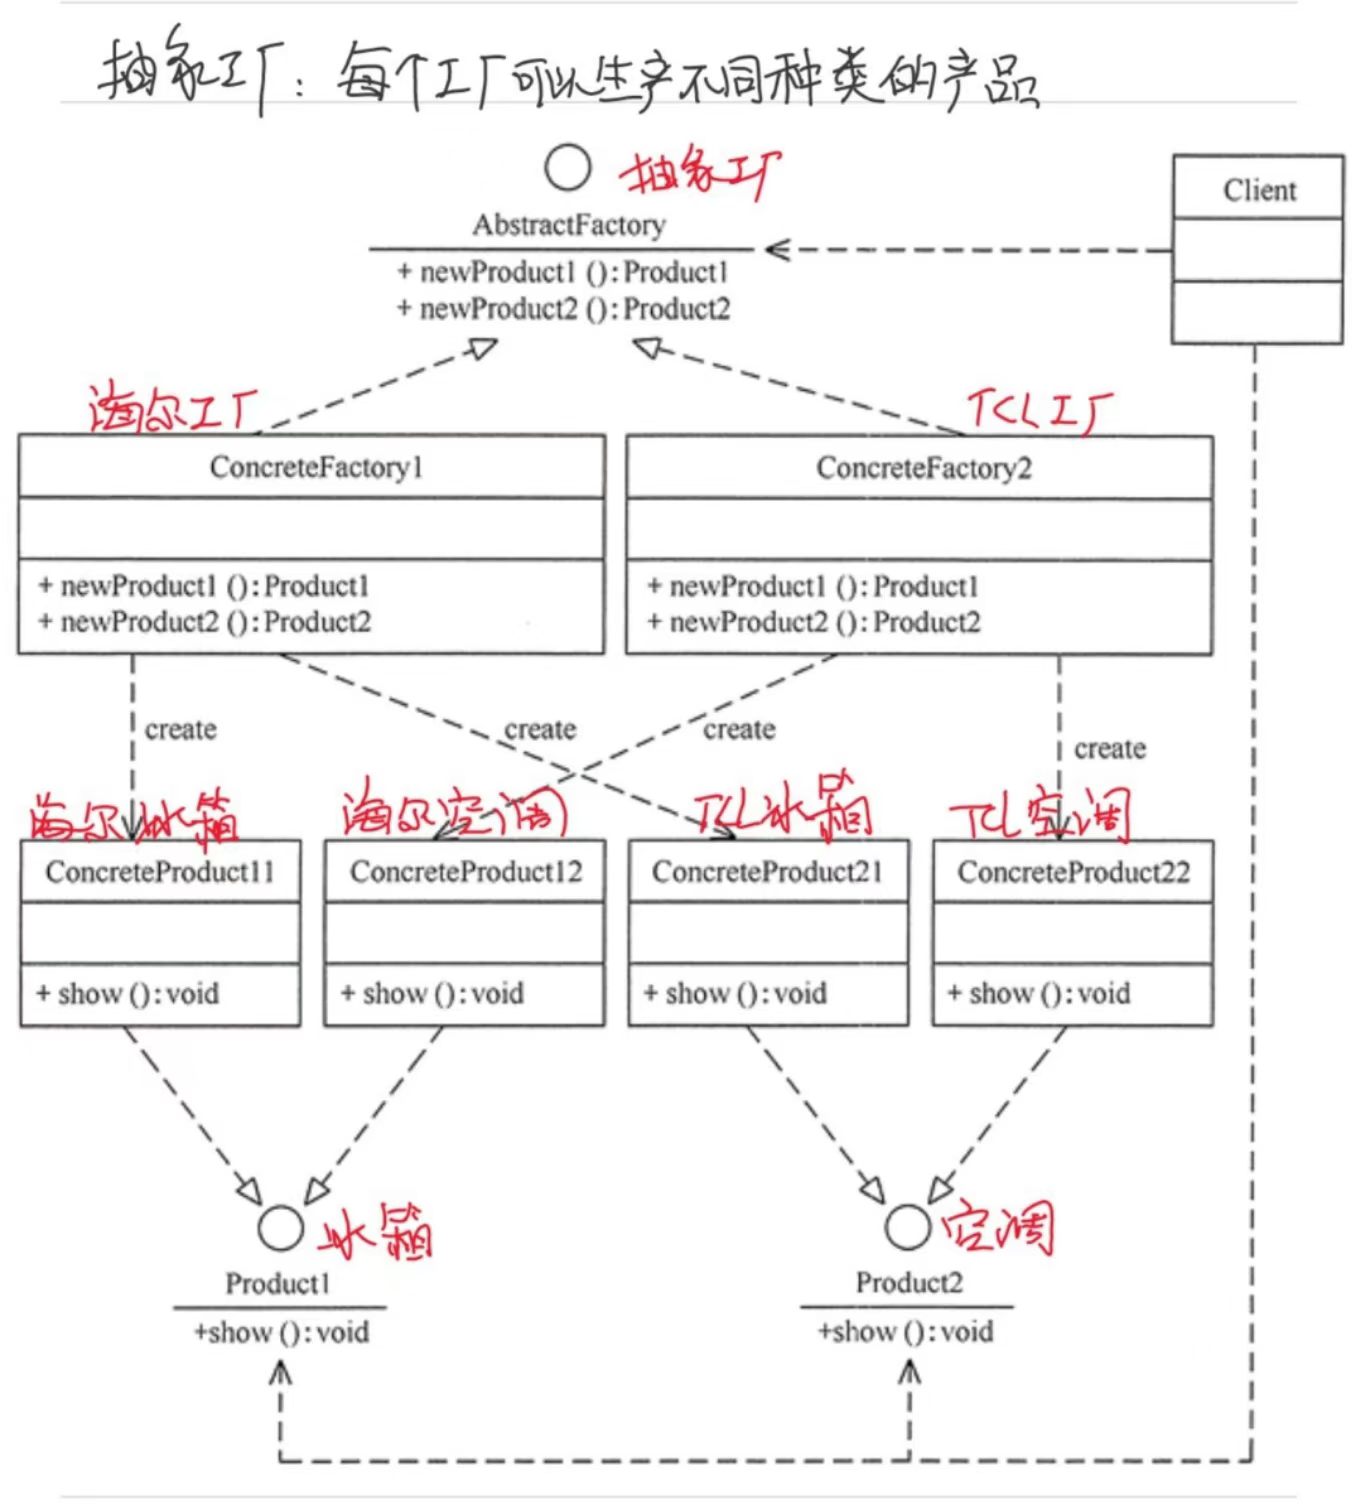 抽象工厂：每个工厂可以生产不同种类的产品
抽象工厂
Client
AbstractFactory
+ newProduct1 ():Product1
+ newProduct2 ():Product2
海尔工厂
TCL工厂
ConcreteFactory1
ConcreteFactory2
+ newProduct1 ():Product1
+ newProduct2 ():Product2
+ newProduct1 ():Product1
+ newProduct2 ():Product2
create
create
create
create
海尔冰箱
海尔空调
TCL冰箱
TCL空调
ConcreteProduct11
ConcreteProduct12
ConcreteProduct21
ConcreteProduct22
+ show ():void
+ show ():void
+ show ():void
+ show ():void
冰箱
空调
Product1
Product2
+show ():void
+show ():void